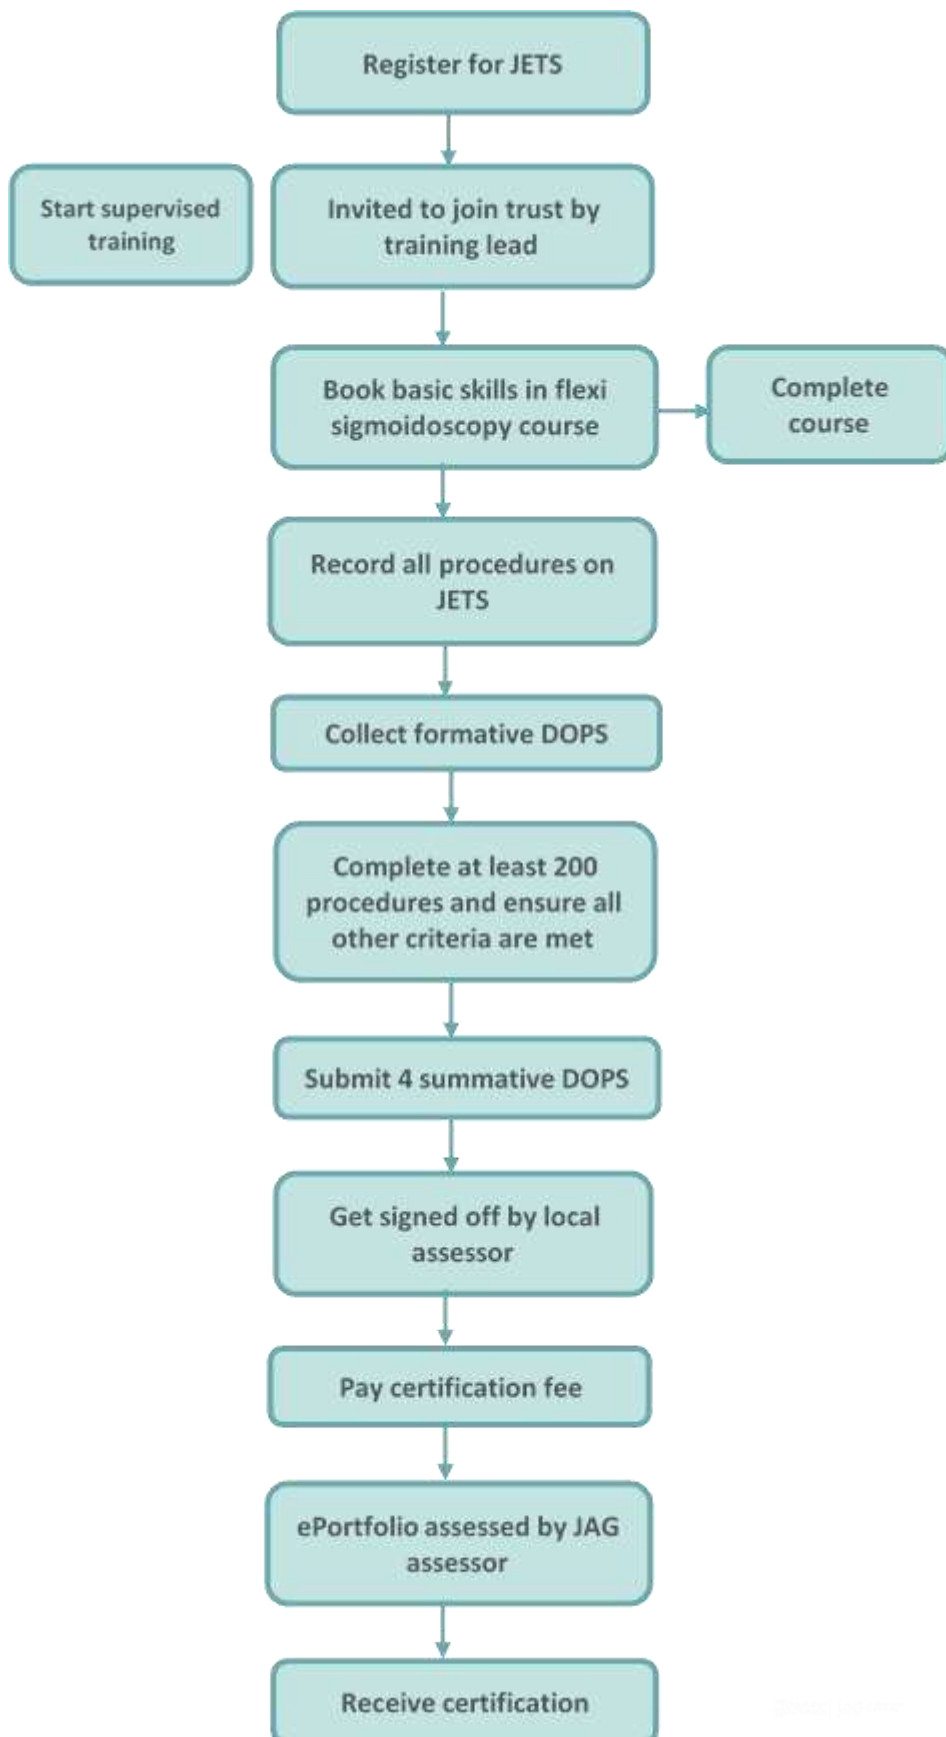 Register for JETS
Start supervised
training
Invited to join trust by
training lead
Book basic skills in flexi
sigmoidoscopy course
Complete
course
Record all procedures on
JETS
Collect formative DOPS
Complete at least 200
procedures and ensure all
other criteria are met
Submit 4 summative DOPS
Get signed off by local
assessor
Pay certification fee
ePortfolio assessed by JAG
assessor
Receive certification